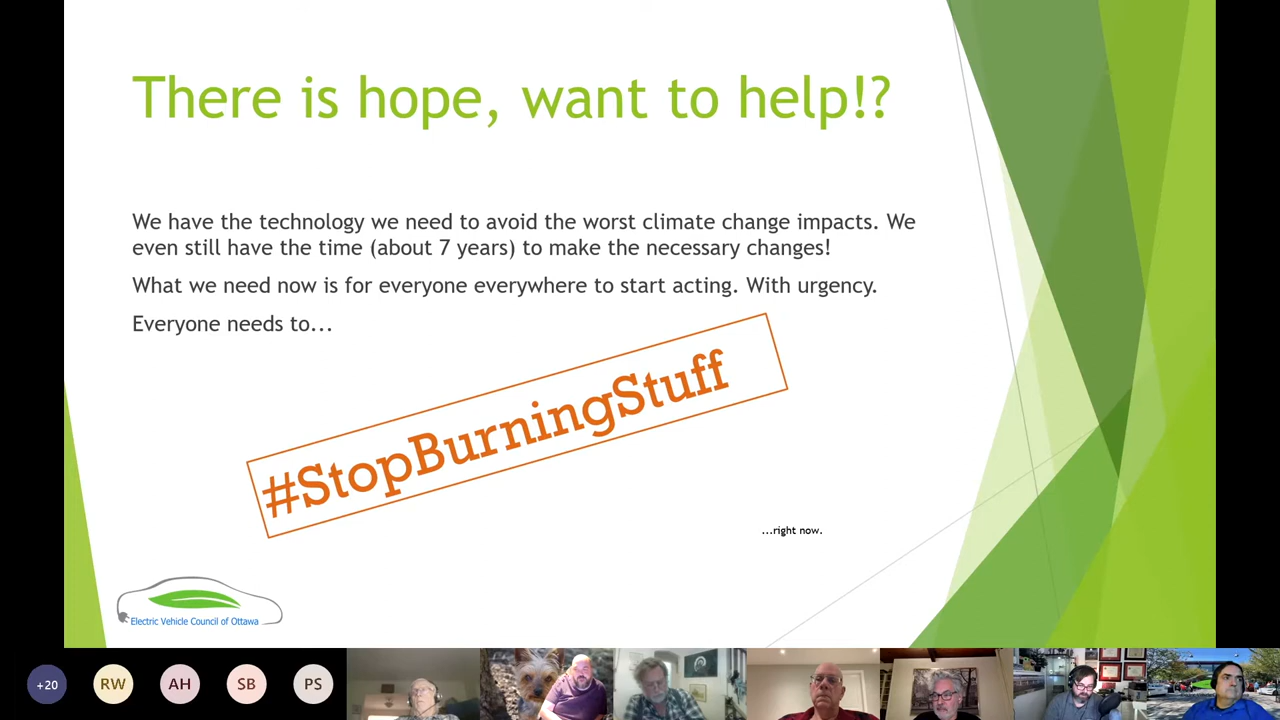 There is hope, want to help!?
We have the technology we need to avoid the worst climate change impacts. We
even still have the time (about 7 years) to make the necessary changes!
What we need now is for everyone everywhere to start acting. With urgency.
Everyone needs to...
#StopBurningStuff
...right now.
Electric Vehicle Council of Ottawa
+20
RW
AH
SB
PS